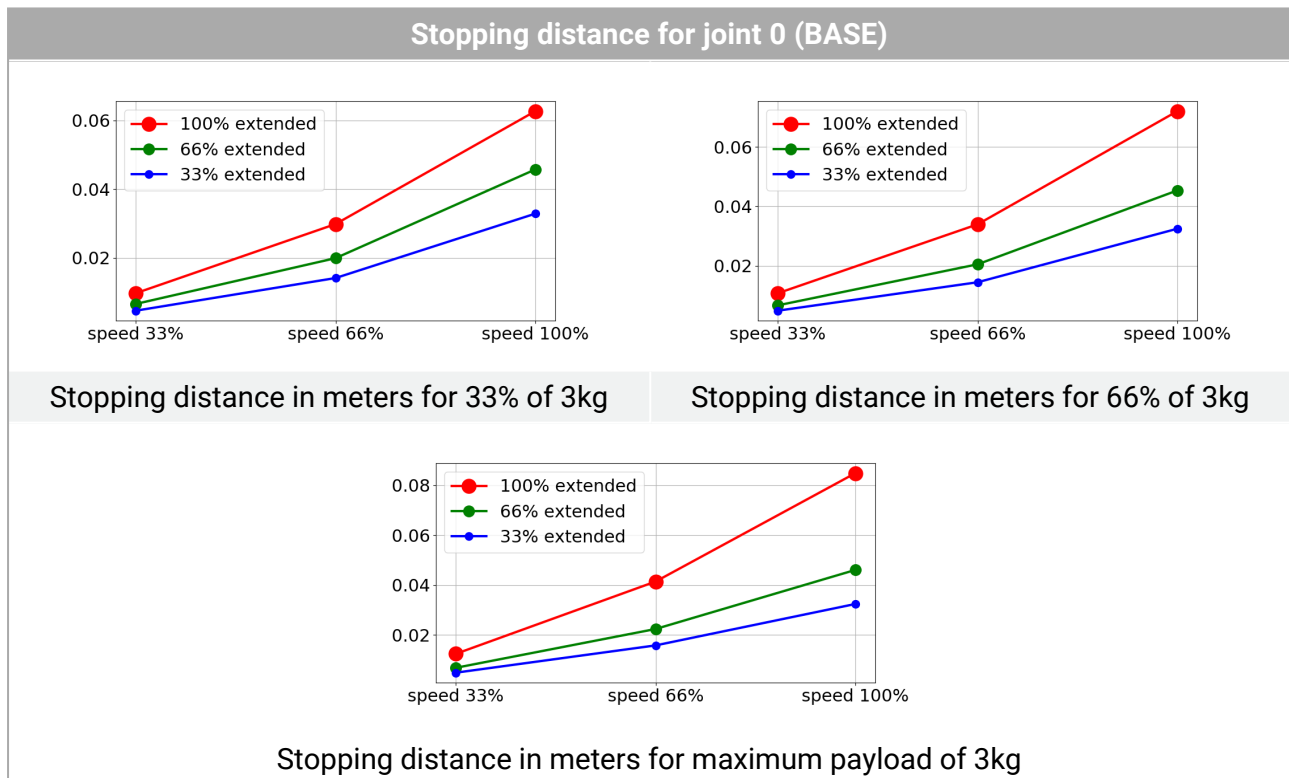 Stopping distance for joint 0 (BASE)
0.06
0.04
0.02
100% extended
66% extended
33% extended
speed 33% speed 66% speed 100%
0.06
0.04
0.02
100% extended
66% extended
33% extended
speed 33% speed 66% speed 100%
Stopping distance in meters for 33% of 3kg
Stopping distance in meters for 66% of 3kg
0.08
0.06
0.04
0.02
100% extended
66% extended
33% extended
speed 33% speed 66% speed 100%
Stopping distance in meters for maximum payload of 3kg